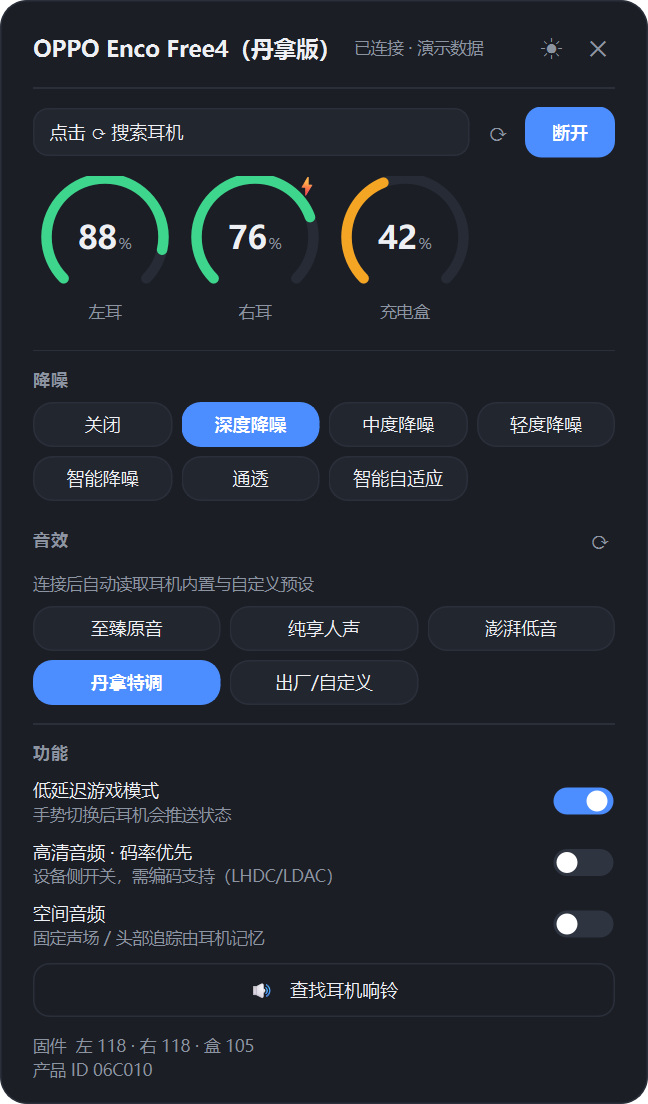 OPPO Enco Free4（丹拿版） 已连接 · 演示数据
点击 ⟳ 搜索耳机 断开
88% 76% 42%
左耳 右耳 充电盒
降噪
关闭 深度降噪 中度降噪 轻度降噪
智能降噪 通透 智能自适应
音效
连接后自动读取耳机内置与自定义预设
至臻原音 纯享人声 澎湃低音
丹拿特调 出厂/自定义
功能
低延迟游戏模式
手势切换后耳机会推送状态
高清音频 · 码率优先
设备侧开关，需编码支持（LHDC/LDAC）
空间音频
固定声场 / 头部追踪由耳机记忆
查找耳机响铃
固件 左 118 · 右 118 · 盒 105
产品 ID 06C010